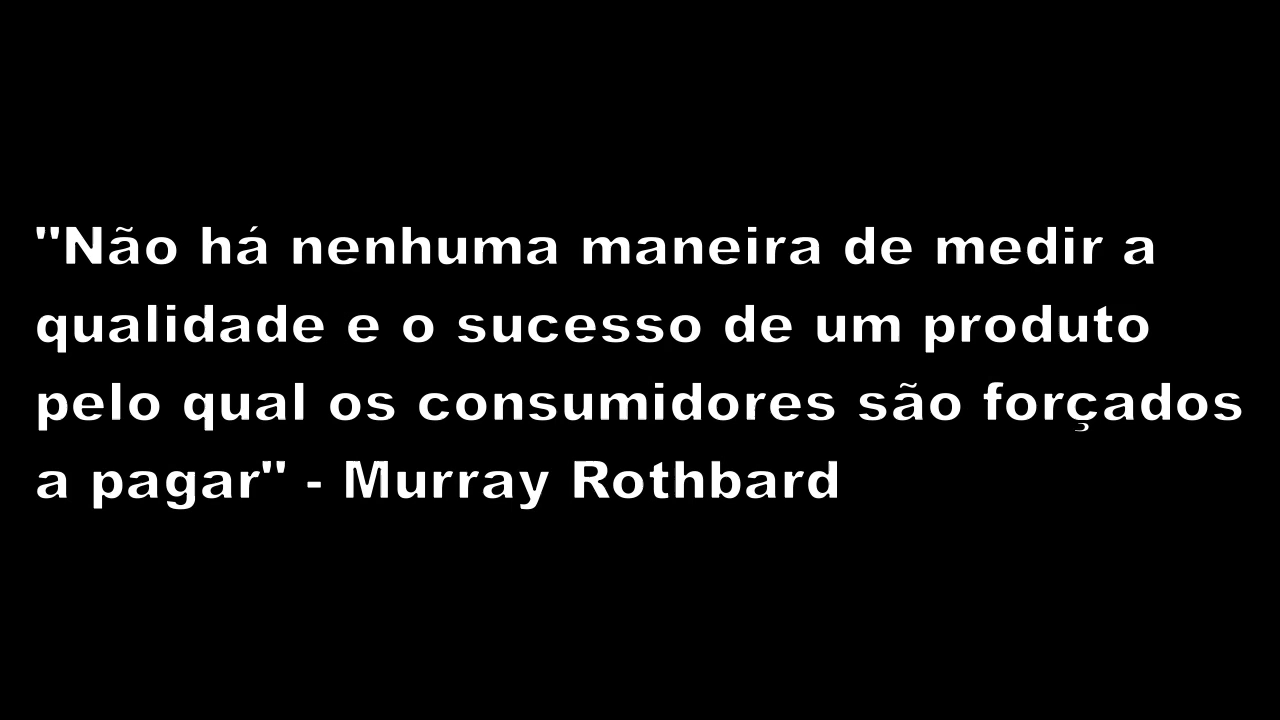 "Não há nenhuma maneira de medir a
qualidade e o sucesso de um produto
pelo qual os consumidores são forçados
a pagar" - Murray Rothbard